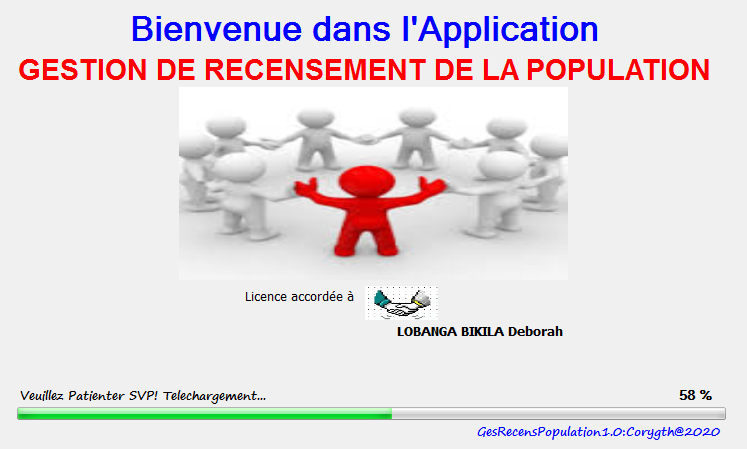 Bienvenue dans l'Application
GESTION DE RECENSEMENT DE LA POPULATION
Licence accordée à
LOBANGA BIKILA Deborah
Veuillez Patienter SVP! Telechargement... 58 %
GesRecensPopulation1.0:Corygth@2020